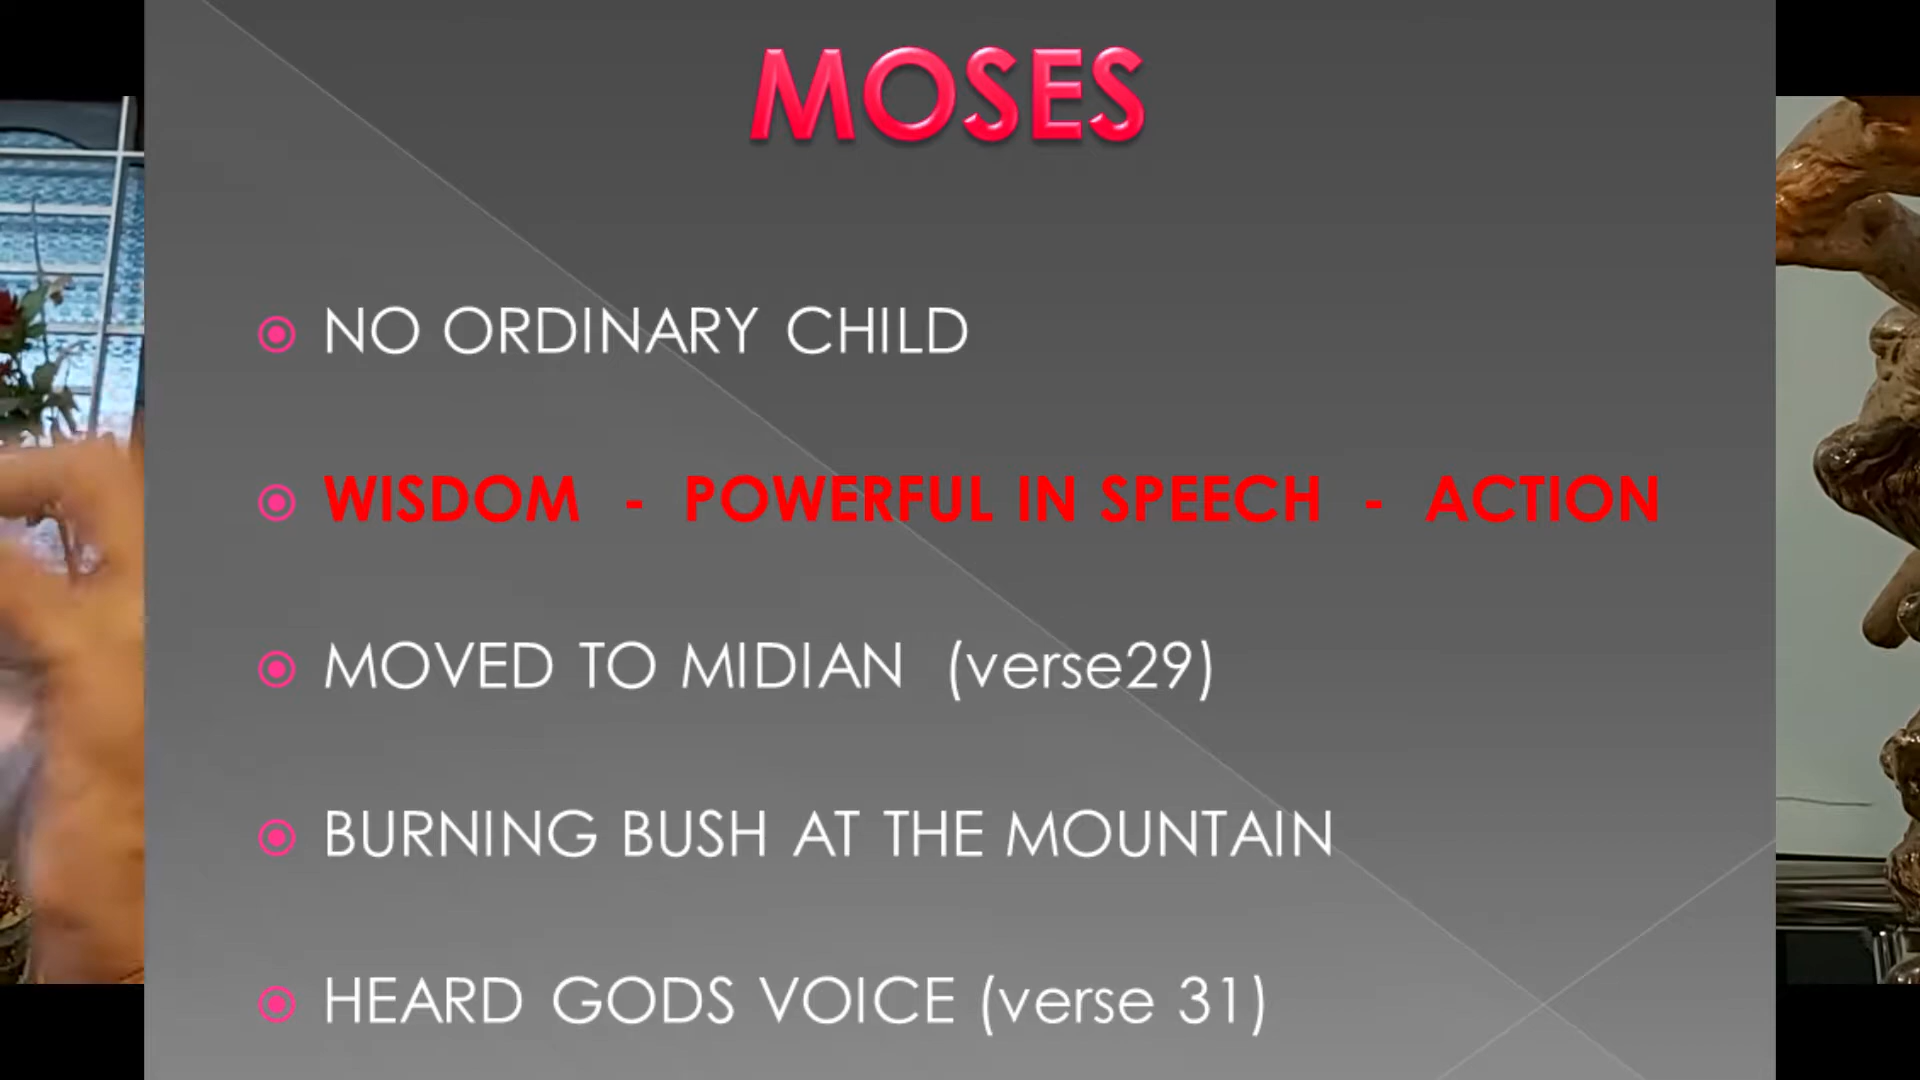 MOSES
NO ORDINARY CHILD
WISDOM - POWERFUL IN SPEECH - ACTION
MOVED TO MIDIAN (verse29)
BURNING BUSH AT THE MOUNTAIN
HEARD GODS VOICE (verse 31)